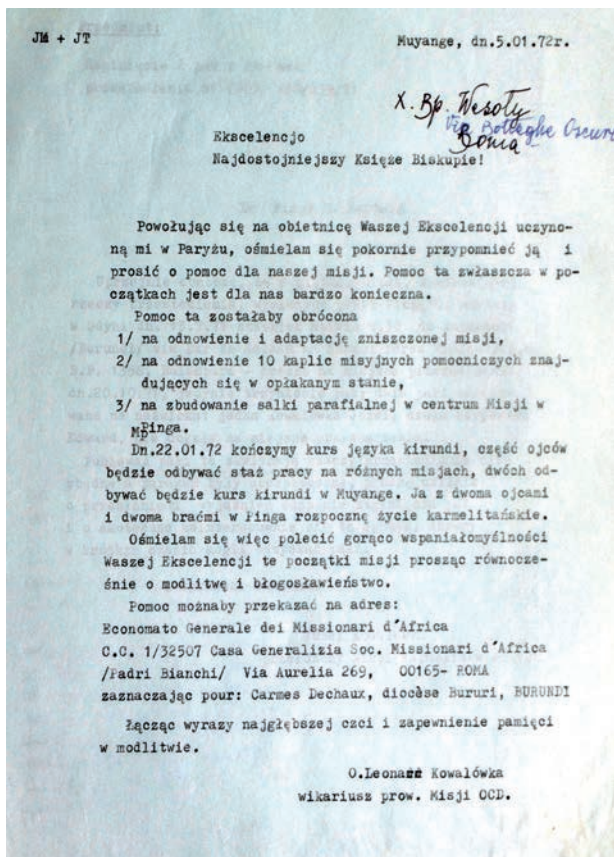 JM + JT
Muyange, dn.5.01.72r.
X. Bp. Wesoły
Via Botteghe Oscure
Ekscelencjo
Najdostojniejszy Księże Biskupie!
Powołując się na obietnicę Waszej Ekscelencji uczyno-
ną mi w Paryżu, ośmielam się pokornie przypomnieć ją i
prosić o pomoc dla naszej misji. Pomoc ta zwłaszcza w po-
czątkach jest dla nas bardzo konieczna.
Pomoc ta zostałaby obrócona
1/ na odnowienie i adaptację zniszczonej misji,
2/ na odnowienie 10 kaplic misyjnych pomocniczych znaj-
dujących się w opłakanym stanie,
3/ na zbudowanie salki parafialnej w centrum Misji w
Mpinga.
Dn.22.01.72 kończymy kurs języka kirundi, część ojców
będzie odbywać staż pracy na różnych misjach, dwóch od-
bywać będzie kurs kirundi w Muyange. Ja z dwoma ojcami
i dwoma braćmi w Pinga rozpocznę życie karmelitańskie.
Ośmielam się więc polecić gorąco wspaniałomyślności
Waszej Ekscelencji te początki misji prosząc równocze-
śnie o modlitwę i błogosławieństwo.
Pomoc możnaby przekazać na adres:
Economato Generale dei Missionari d'Africa
C.C. 1/32507 Casa Generalizia Soc. Missionari d'Africa
/Padri Bianchi/ Via Aurelia 269, 00165- ROMA
zaznaczając pour: Carmes Dechaux, diocèse Bururi, BURUNDI
Łącząc wyrazy najgłębszej czci i zapewnienie pamięci
w modlitwie.
O.Leonard Kowalówka
wikariusz prow. Misji OCD.